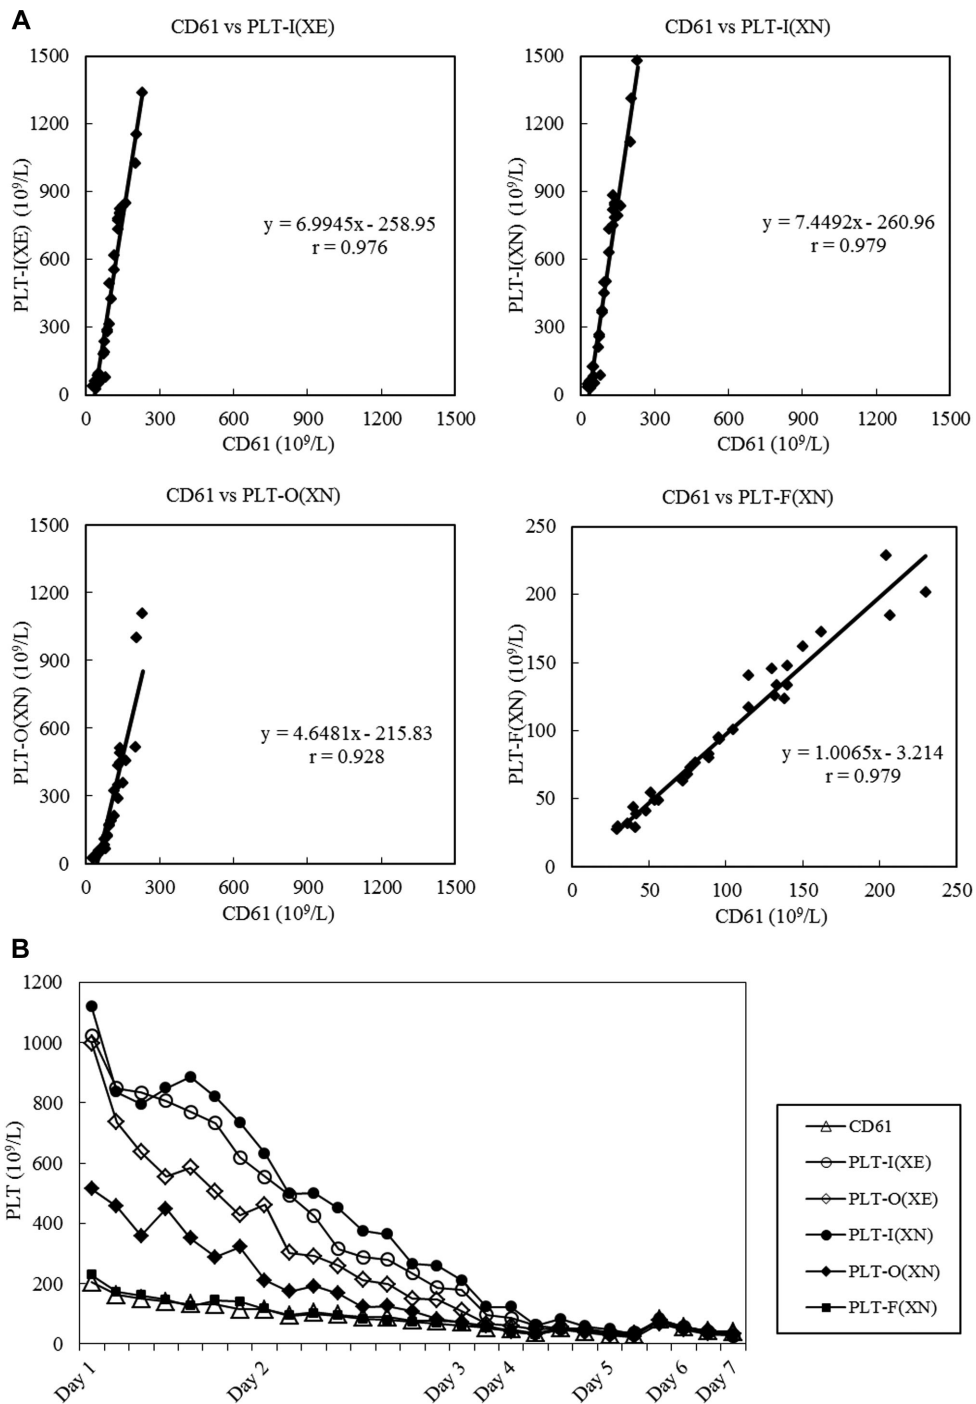 A
CD61 vs PLT-I(XE)
PLT-I(XE) (10⁹/L)
1500
1200
900
600
300
0
y = 6.9945x - 258.95
r = 0.976
0 300 600 900 1200 1500
CD61 (10⁹/L)
CD61 vs PLT-I(XN)
PLT-I(XN) (10⁹/L)
1500
1200
900
600
300
0
y = 7.4492x - 260.96
r = 0.979
0 300 600 900 1200 1500
CD61 (10⁹/L)
CD61 vs PLT-O(XN)
PLT-O(XN) (10⁹/L)
1500
1200
900
600
300
0
y = 4.6481x - 215.83
r = 0.928
0 300 600 900 1200 1500
CD61 (10⁹/L)
CD61 vs PLT-F(XN)
PLT-F(XN) (10⁹/L)
250
200
150
100
50
0
y = 1.0065x - 3.214
r = 0.979
0 50 100 150 200 250
CD61 (10⁹/L)
B
PLT (10⁹/L)
1200
1000
800
600
400
200
0
Day 1 Day 2 Day 3 Day 4 Day 5 Day 6 Day 7
CD61
PLT-I(XE)
PLT-O(XE)
PLT-I(XN)
PLT-O(XN)
PLT-F(XN)